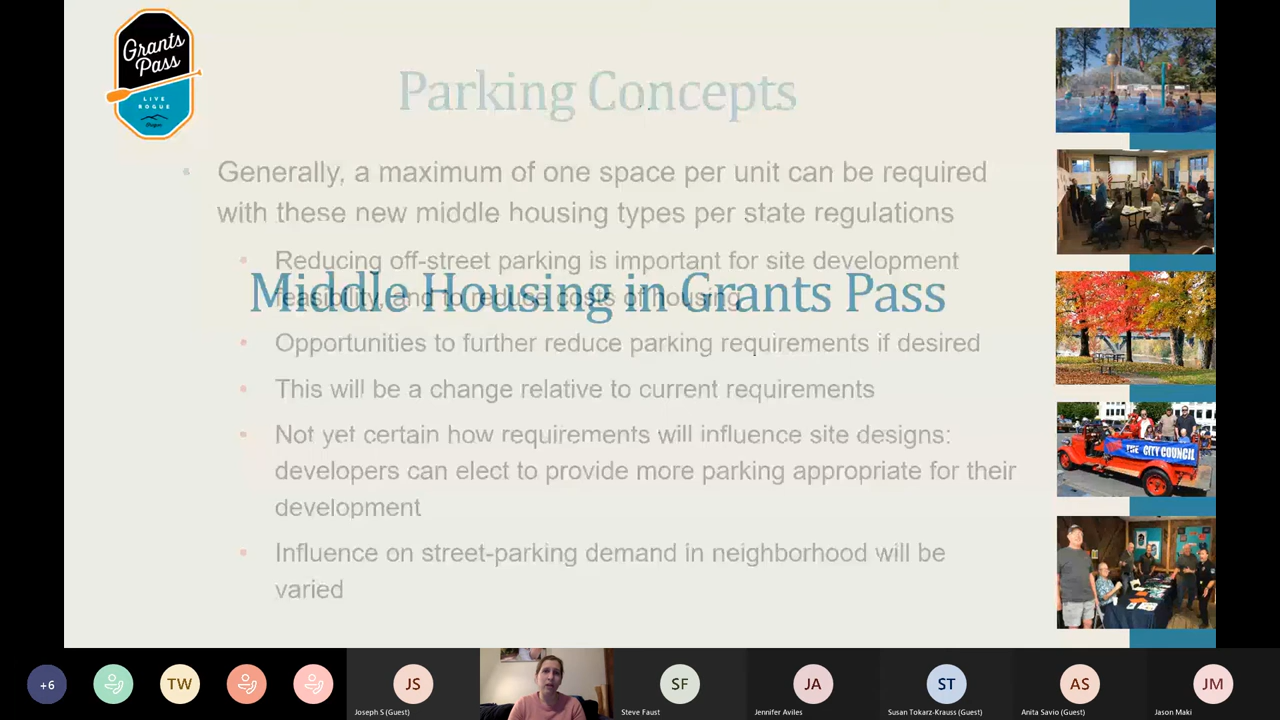 Grants
Pass
LIVE
ROGUE
Parking Concepts
Generally, a maximum of one space per unit can be required
with these new middle housing types per state regulations
Reducing off-street parking is important for site development
feasibility, and to reduce costs of housing
Middle Housing in Grants Pass
Opportunities to further reduce parking requirements if desired
This will be a change relative to current requirements
Not yet certain how requirements will influence site designs:
developers can elect to provide more parking appropriate for their
development
Influence on street-parking demand in neighborhood will be
varied
THE CITY COUNCIL
+6
TW
JS
Joseph S (Guest)
SF
Steve Faust
JA
Jennifer Aviles
ST
Susan Tokarz-Krauss (Guest)
AS
Anita Savio (Guest)
JM
Jason Maki